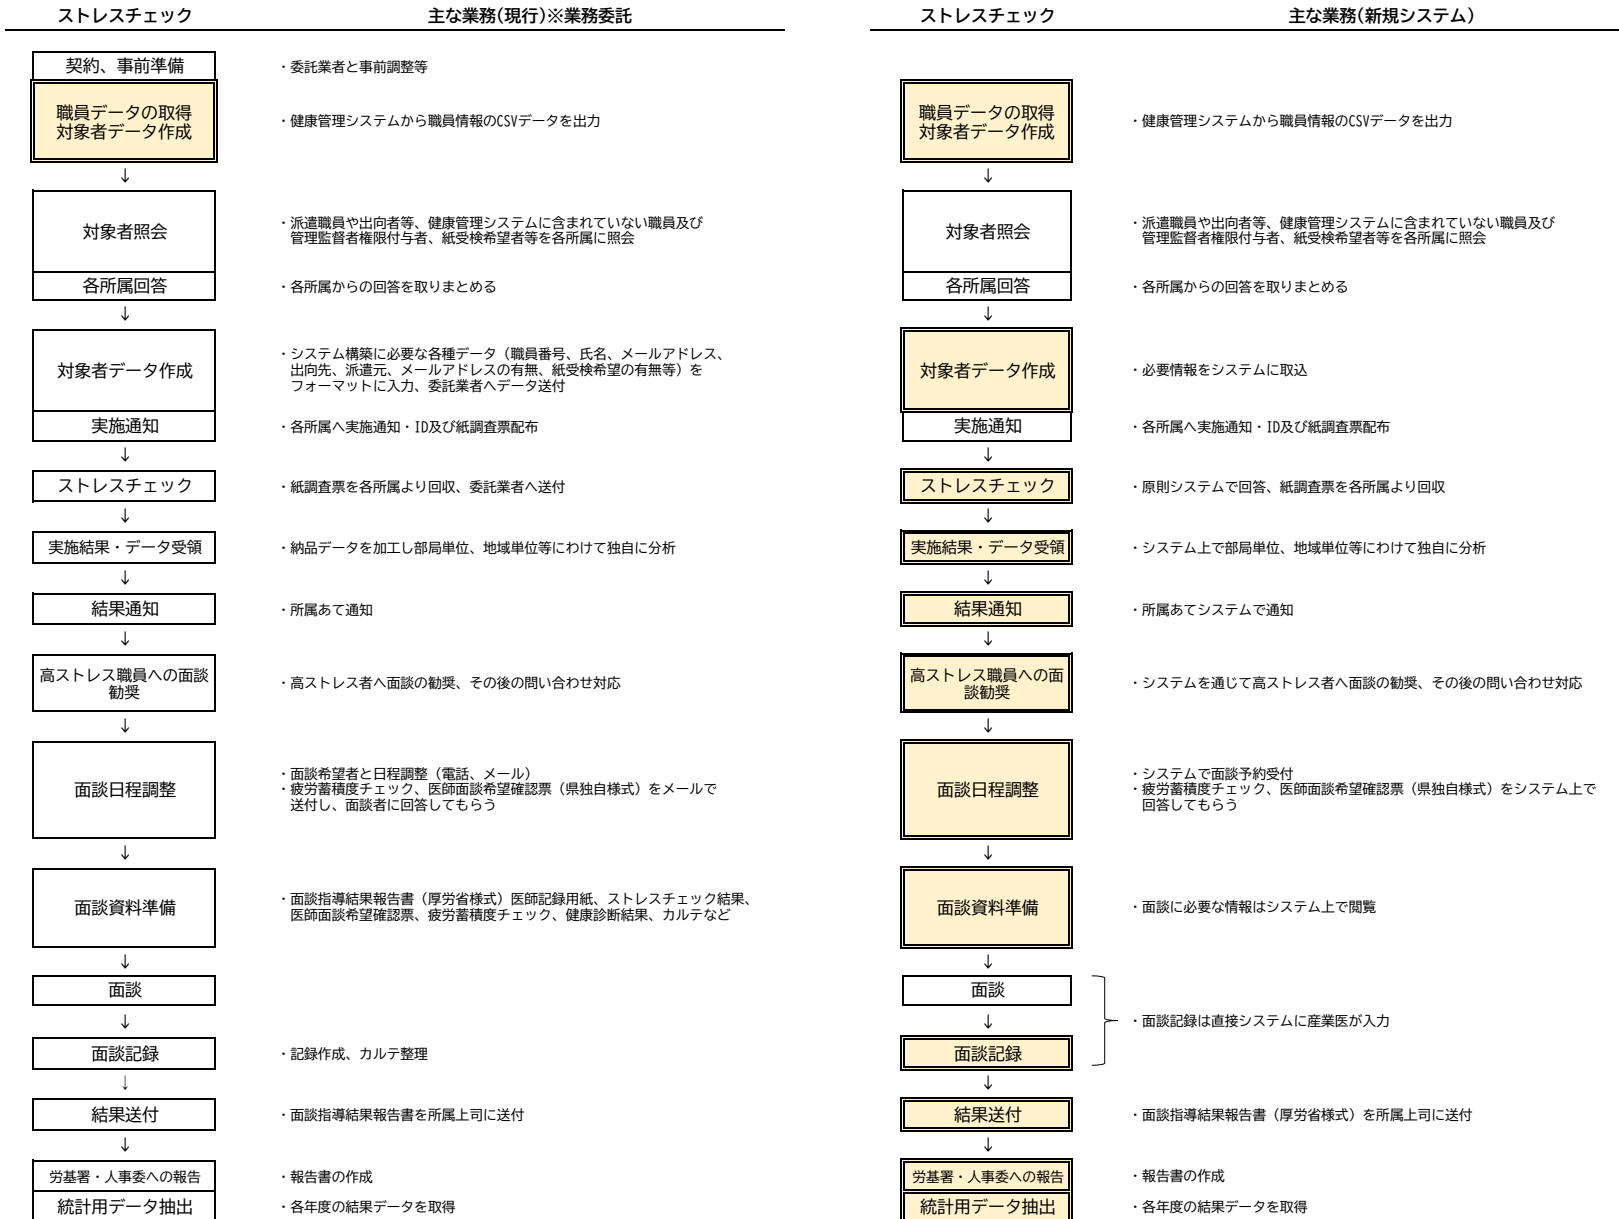 ストレスチェック
主な業務(現行)※業務委託
契約、事前準備
・委託業者と事前調整等
職員データの取得
対象者データ作成
・健康管理システムから職員情報のCSVデータを出力
↓
対象者照会
・派遣職員や出向者等、健康管理システムに含まれていない職員及び
管理監督者権限付与者、紙受検希望者等を各所属に照会
各所属回答
・各所属からの回答を取りまとめる
↓
対象者データ作成
・システム構築に必要な各種データ（職員番号、氏名、メールアドレス、
出向先、派遣元、メールアドレスの有無、紙受検希望の有無等）を
フォーマットに入力、委託業者へデータ送付
実施通知
・各所属へ実施通知・ID及び紙調査票配布
↓
ストレスチェック
・紙調査票を各所属より回収、委託業者へ送付
↓
実施結果・データ受領
・納品データを加工し部局単位、地域単位等にわけて独自に分析
↓
結果通知
・所属あて通知
↓
高ストレス職員への面談
勧奨
・高ストレス者へ面談の勧奨、その後の問い合わせ対応
↓
面談日程調整
・面談希望者と日程調整（電話、メール）
・疲労蓄積度チェック、医師面談希望確認票（県独自様式）をメールで
送付し、面談者に回答してもらう
↓
面談資料準備
・面談指導結果報告書（厚労省様式）医師記録用紙、ストレスチェック結果、
医師面談希望確認票、疲労蓄積度チェック、健康診断結果、カルテなど
↓
面談
↓
面談記録
・記録作成、カルテ整理
↓
結果送付
・面談指導結果報告書を所属上司に送付
↓
労基署・人事委への報告
・報告書の作成
統計用データ抽出
・各年度の結果データを取得
ストレスチェック
主な業務(新規システム)
職員データの取得
対象者データ作成
・健康管理システムから職員情報のCSVデータを出力
↓
対象者照会
・派遣職員や出向者等、健康管理システムに含まれていない職員及び
管理監督者権限付与者、紙受検希望者等を各所属に照会
各所属回答
・各所属からの回答を取りまとめる
↓
対象者データ作成
・必要情報をシステムに取込
実施通知
・各所属へ実施通知・ID及び紙調査票配布
↓
ストレスチェック
・原則システムで回答、紙調査票を各所属より回収
↓
実施結果・データ受領
・システム上で部局単位、地域単位等にわけて独自に分析
↓
結果通知
・所属あてシステムで通知
↓
高ストレス職員への面
談勧奨
・システムを通じて高ストレス者へ面談の勧奨、その後の問い合わせ対応
↓
面談日程調整
・システムで面談予約受付
・疲労蓄積度チェック、医師面談希望確認票（県独自様式）をシステム上で
回答してもらう
↓
面談資料準備
・面談に必要な情報はシステム上で閲覧
↓
面談
↓
・面談記録は直接システムに産業医が入力
面談記録
↓
結果送付
・面談指導結果報告書（厚労省様式）を所属上司に送付
↓
労基署・人事委への報告
・報告書の作成
統計用データ抽出
・各年度の結果データを取得